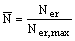 N̅ = N_er / N_er,max